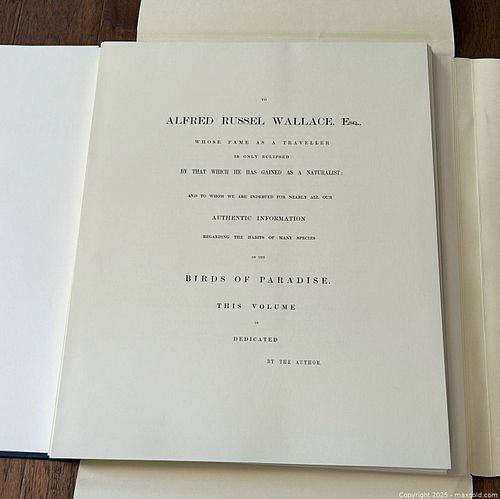 TO
ALFRED RUSSEL WALLACE, Esq.,
WHOSE FAME AS A TRAVELLER
IS ONLY ECLIPSED
BY THAT WHICH HE HAS GAINED AS A NATURALIST;
AND TO WHOM WE ARE INDEBTED FOR NEARLY ALL OUR
AUTHENTIC INFORMATION
REGARDING THE HABITS OF MANY SPECIES
OF THE
BIRDS OF PARADISE,
THIS VOLUME
IS
DEDICATED
BY THE AUTHOR.
Copyright 2025 - maxsold.com